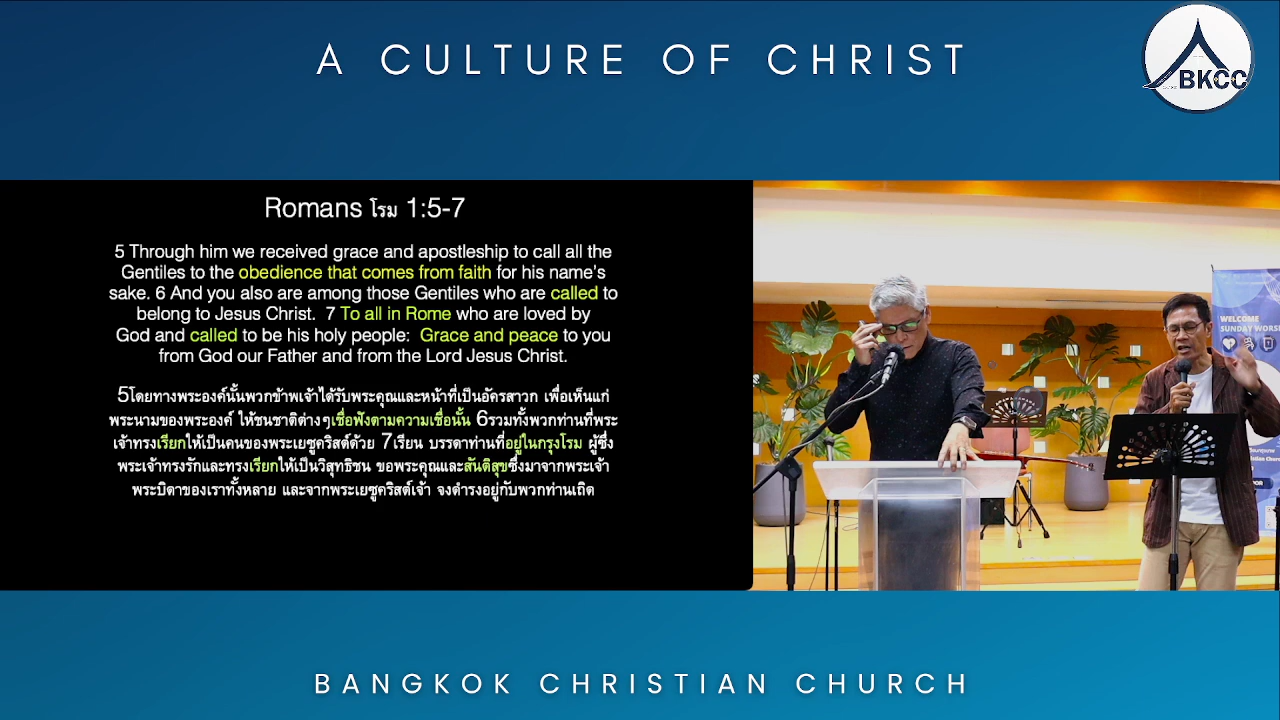 A CULTURE OF CHRIST
BKCC
Romans โรม 1:5-7
5 Through him we received grace and apostleship to call all the
Gentiles to the obedience that comes from faith for his name's
sake. 6 And you also are among those Gentiles who are called to
belong to Jesus Christ. 7 To all in Rome who are loved by
God and called to be his holy people: Grace and peace to you
from God our Father and from the Lord Jesus Christ.
5โดยทางพระองค์นั้นพวกข้าพเจ้าได้รับพระคุณและหน้าที่เป็นอัครสาวก เพื่อเห็นแก่
พระนามของพระองค์ ให้ชนชาติต่างๆเชื่อฟังตามความเชื่อนั้น 6รวมทั้งพวกท่านที่พระ
เจ้าทรงเรียกให้เป็นคนของพระเยซูคริสต์ด้วย 7เรียน บรรดาท่านที่อยู่ในกรุงโรม ผู้ซึ่ง
พระเจ้าทรงรักและทรงเรียกให้เป็นวิสุทธิชน ขอพระคุณและสันติสุขซึ่งมาจากพระเจ้า
พระบิดาของเราทั้งหลาย และจากพระเยซูคริสต์เจ้า จงดำรงอยู่กับพวกท่านเถิด
WELCOME
SUNDAY WORS
BANGKOK CHRISTIAN CHURCH